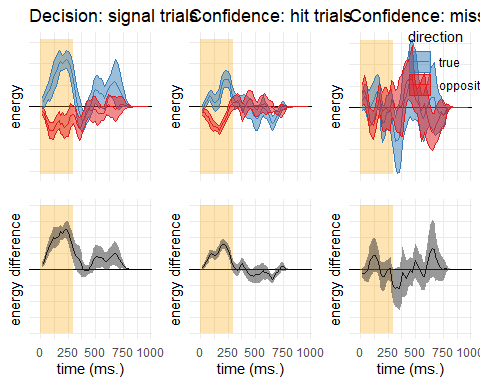 Decision: signal trials
Confidence: hit trials
Confidence: miss
direction
true
opposit
energy
energy
energy
energy difference
energy difference
energy difference
0 250 500 750 1000
0 250 500 750 1000
0 250 500 750 1000
time (ms.)
time (ms.)
time (ms.)